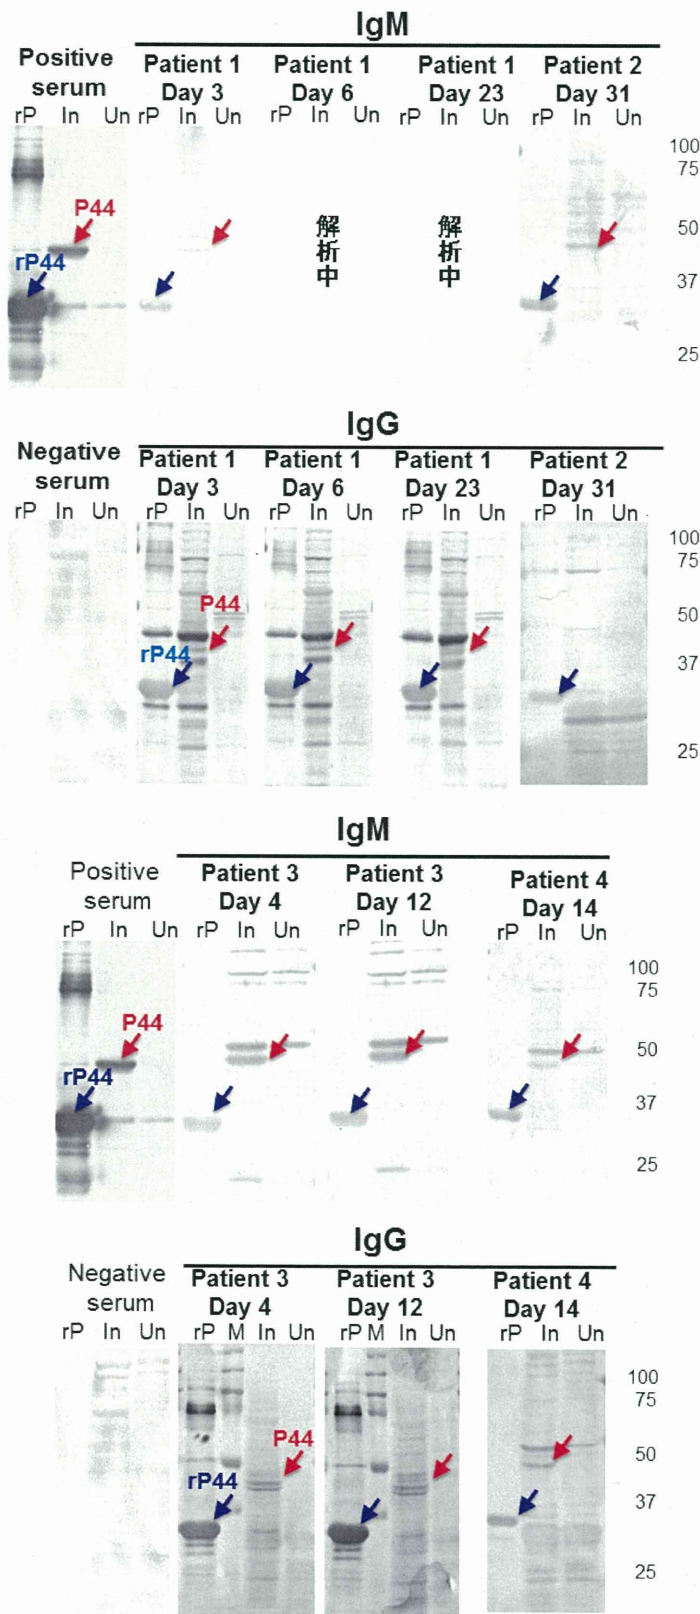 IgM
Positive serum
Patient 1 Day 3
Patient 1 Day 6
Patient 1 Day 23
Patient 2 Day 31
rP In Un rP In Un rP In Un rP In Un rP In Un
P44
rP44
解析中
解析中
100
75
50
37
25
IgG
Negative serum
Patient 1 Day 3
Patient 1 Day 6
Patient 1 Day 23
Patient 2 Day 31
rP In Un rP In Un rP In Un rP In Un rP In Un
P44
rP44
100
75
50
37
25
IgM
Positive serum
Patient 3 Day 4
Patient 3 Day 12
Patient 4 Day 14
rP In Un rP In Un rP In Un rP In Un
P44
rP44
100
75
50
37
25
IgG
Negative serum
Patient 3 Day 4
Patient 3 Day 12
Patient 4 Day 14
rP In Un rP M In Un rP M In Un rP In Un
P44
rP44
100
75
50
37
25